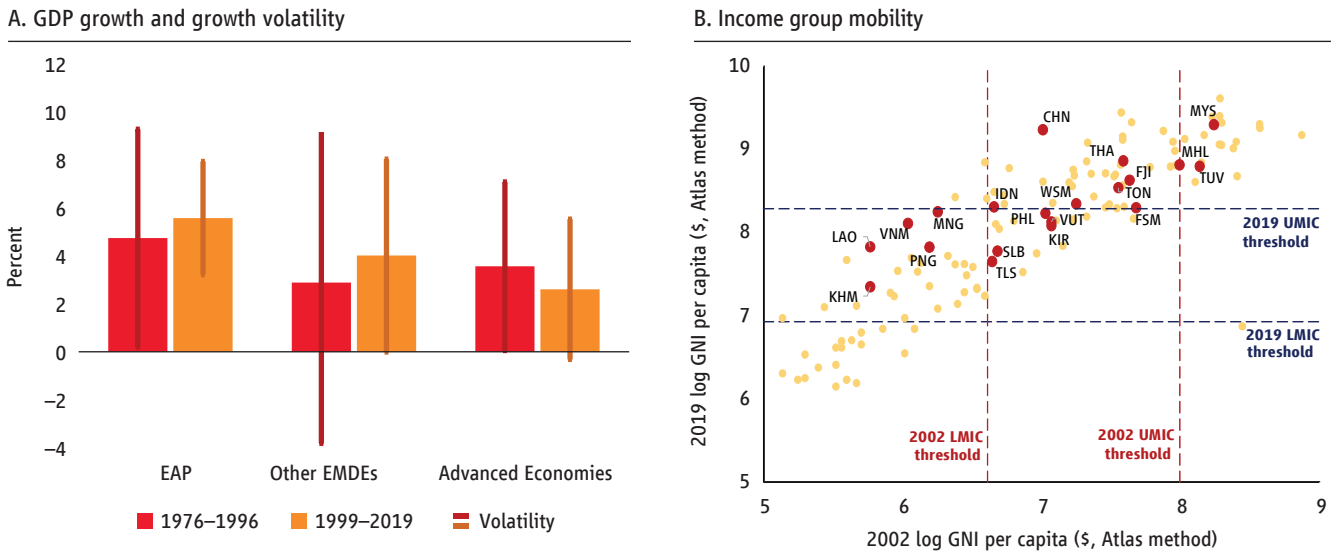 A. GDP growth and growth volatility
12
10
8
6
4
2
0
−2
−4
Percent
EAP
Other EMDEs
Advanced Economies
1976–1996
1999–2019
Volatility
B. Income group mobility
10
9
8
7
6
5
2019 log GNI per capita ($, Atlas method)
CHN
MYS
THA
MHL
FJI
TUV
IDN
WSM
TON
MNG
PHL
VUT
FSM
2019 UMIC
threshold
LAO
VNM
KIR
PNG
SLB
TLS
KHM
2019 LMIC
threshold
2002 LMIC
threshold
2002 UMIC
threshold
5
6
7
8
9
2002 log GNI per capita ($, Atlas method)